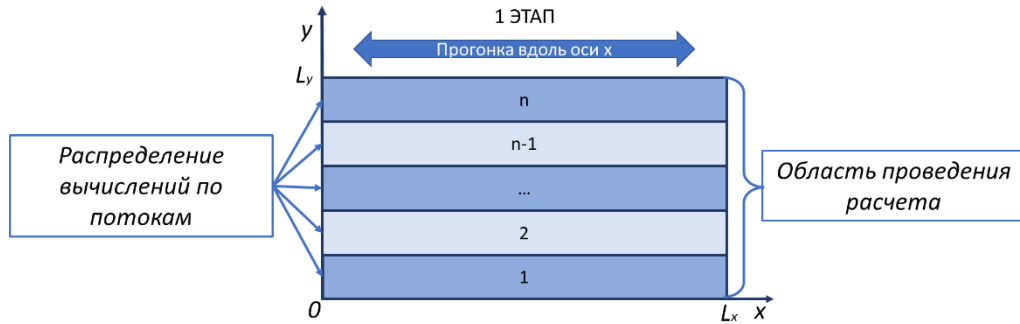 1 ЭТАП
y
Прогонка вдоль оси x
Ly
n
n-1
...
2
1
Распределение
вычислений по
потокам
Область проведения
расчета
0
Lx
x